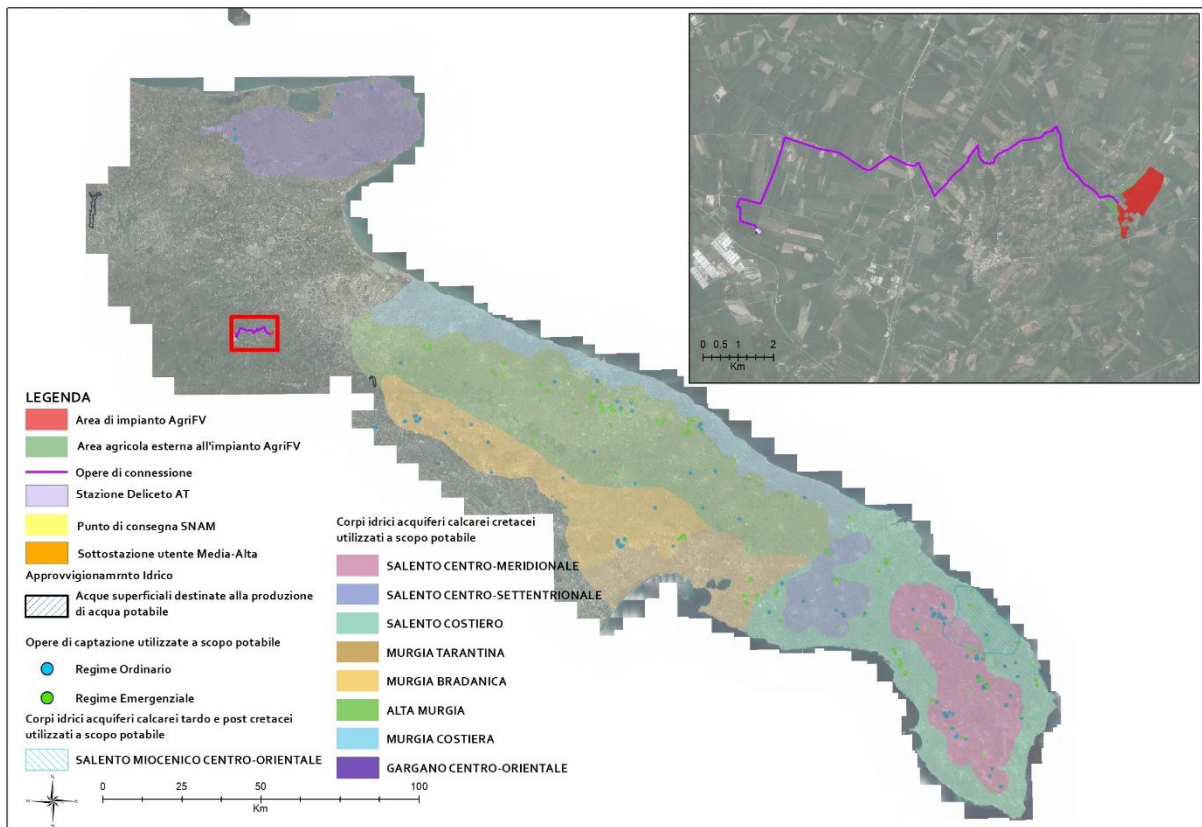 0 0.5 1 2
Km
LEGENDA
Area di impianto AgriFV
Area agricola esterna all'impianto AgriFV
Opere di connessione
Stazione Deliceto AT
Punto di consegna SNAM
Sottostazione utente Media-Alta
Approvvigionamrnto Idrico
Acque superficiali destinate alla produzione
di acqua potabile
Opere di captazione utilizzate a scopo potabile
Regime Ordinario
Regime Emergenziale
Corpi idrici acquiferi calcarei tardo e post cretacei
utilizzati a scopo potabile
SALENTO MIOCENICO CENTRO-ORIENTALE
Corpi idrici acquiferi calcarei cretacei
utilizzati a scopo potabile
SALENTO CENTRO-MERIDIONALE
SALENTO CENTRO-SETTENTRIONALE
SALENTO COSTIERO
MURGIA TARANTINA
MURGIA BRADANICA
ALTA MURGIA
MURGIA COSTIERA
GARGANO CENTRO-ORIENTALE
N
W E
S
0 25 50 100
Km